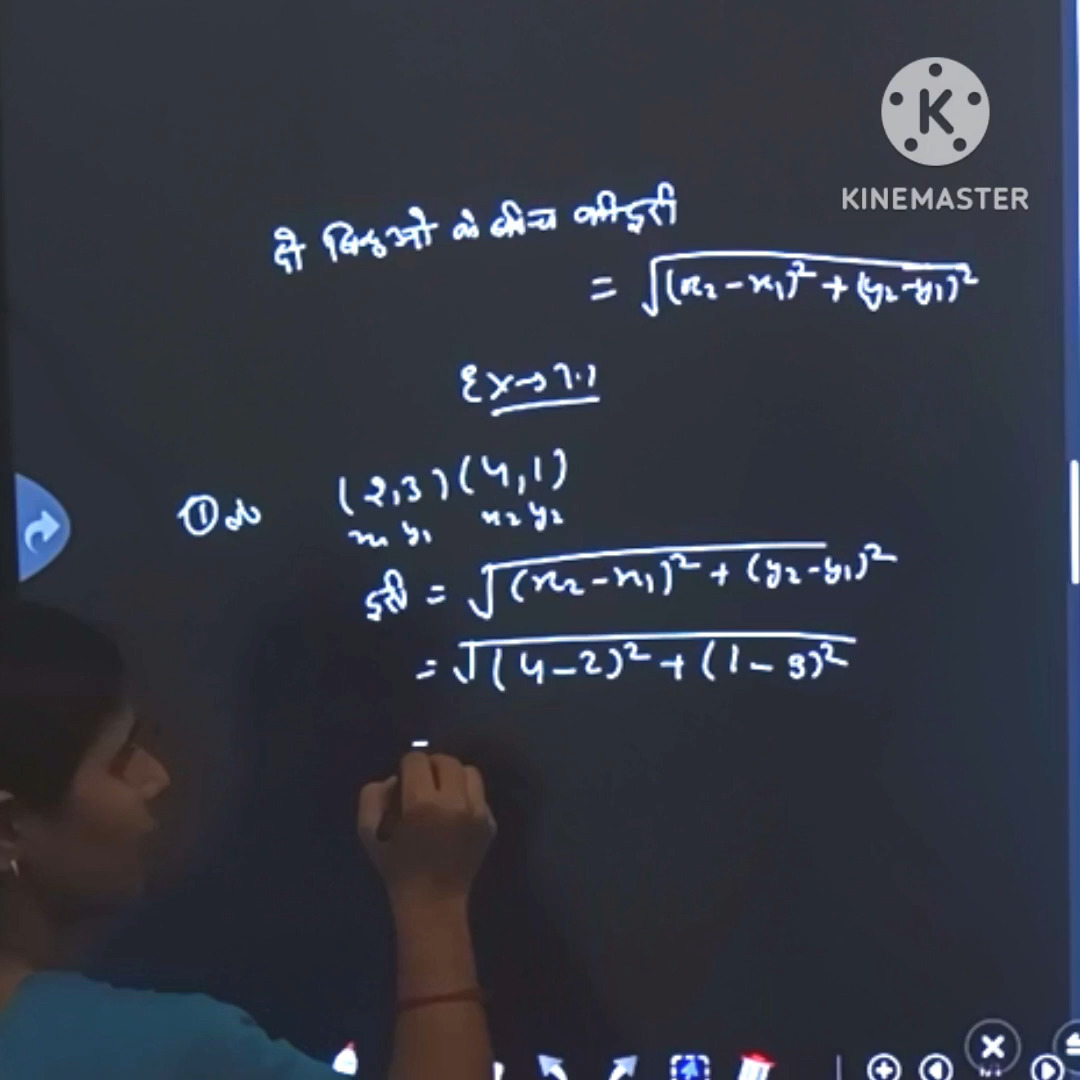 KINEMASTER
दो बिन्दुओ के बीच की दूरी
= √(x₂-x₁)² + (y₂-y₁)²
Ex→7.1
① अ (2,3) (4,1)
x₁ y₁ x₂ y₂
दूरी = √(x₂-x₁)² + (y₂-y₁)²
= √(4-2)² + (1-3)²
=